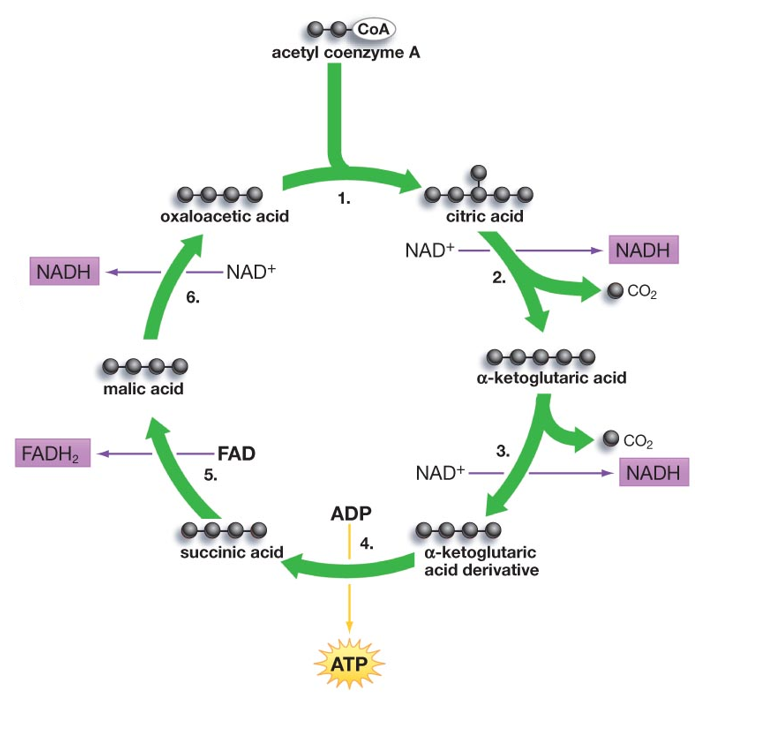 CoA
acetyl coenzyme A
1.
oxaloacetic acid
citric acid
NAD+
NADH
2.
CO₂
NADH
NAD+
6.
α-ketoglutaric acid
malic acid
CO₂
3.
NAD+
NADH
FADH₂
FAD
5.
ADP
4.
succinic acid
α-ketoglutaric
acid derivative
ATP